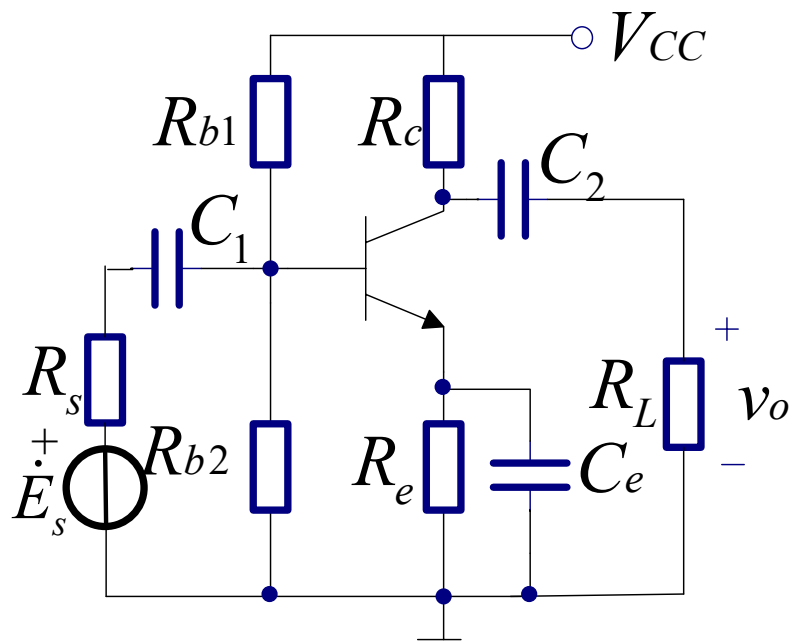 V_CC
R_b1
R_c
C_2
C_1
R_s
+
Ė_s
R_b2
R_e
C_e
R_L
+
v_o
−